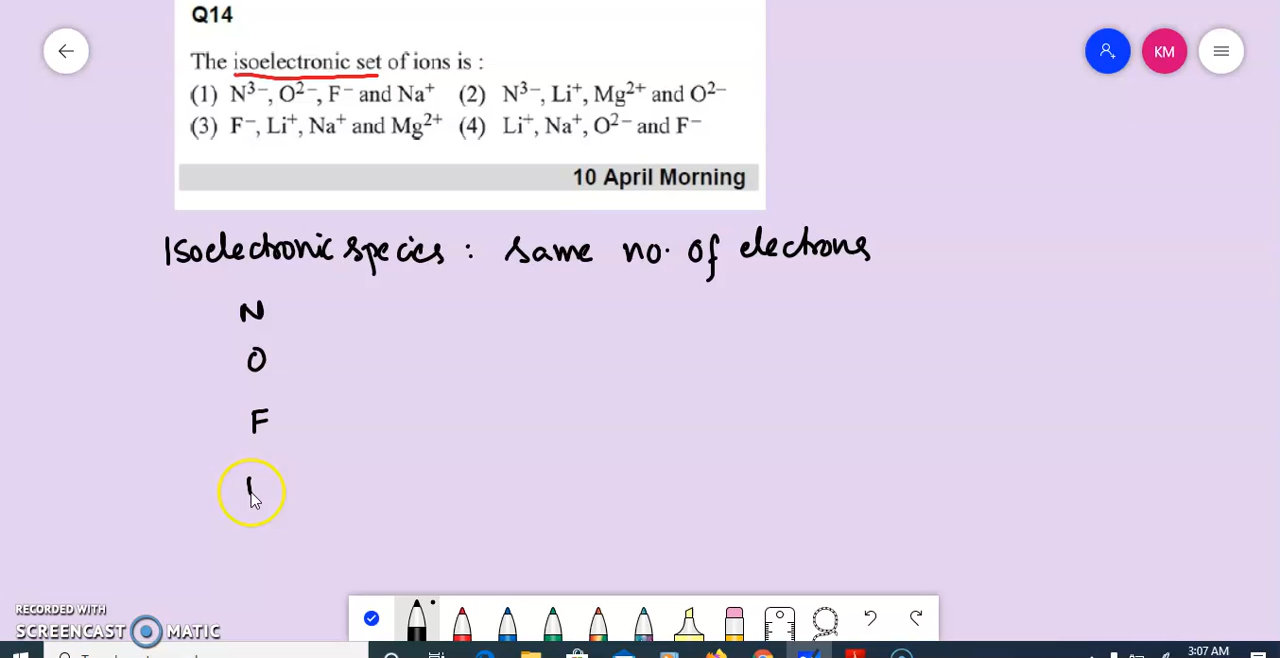 Q14
KM
The isoelectronic set of ions is :
(1) N³⁻, O²⁻, F⁻ and Na⁺ (2) N³⁻, Li⁺, Mg²⁺ and O²⁻
(3) F⁻, Li⁺, Na⁺ and Mg²⁺ (4) Li⁺, Na⁺, O²⁻ and F⁻
10 April Morning
Isoelectronic species : same no. of electrons
N
O
F
RECORDED WITH
SCREENCAST MATIC
3:07 AM